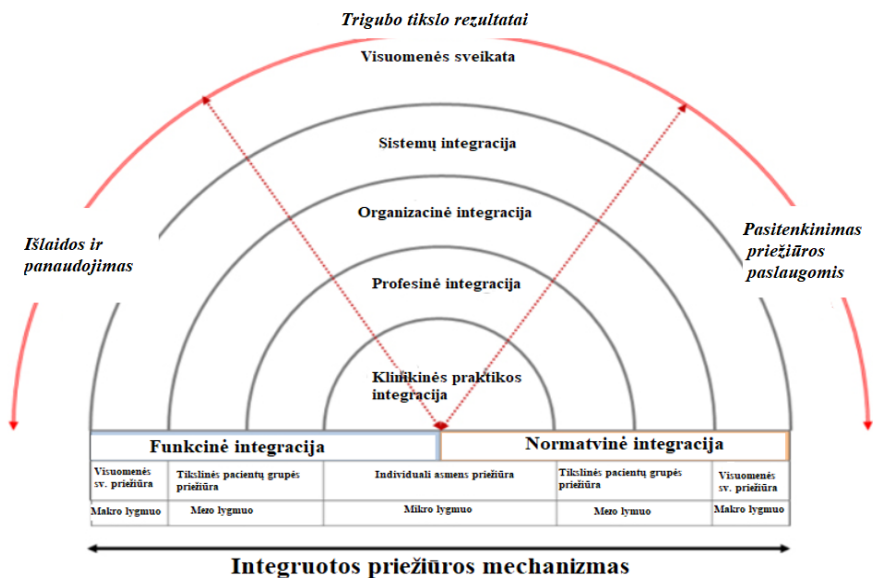 Trigubo tikslo rezultatai
Visuomenės sveikata
Sistemų integracija
Organizacinė integracija
Išlaidos ir
panaudojimas
Pasitenkinimas
priežiūros
paslaugomis
Profesinė integracija
Klinikinės praktikos
integracija
Funkcinė integracija
Normatvinė integracija
Visuomenės
sv. priežiūra
Tikslinės pacientų grupės
priežiūra
Individuali asmens priežiūra
Tikslinės pacientų grupės
priežiūra
Visuomenės
sv. priežiūra
Makro lygmuo
Mezo lygmuo
Mikro lygmuo
Mezo lymuo
Makro lygmuo
Integruotos priežiūros mechanizmas